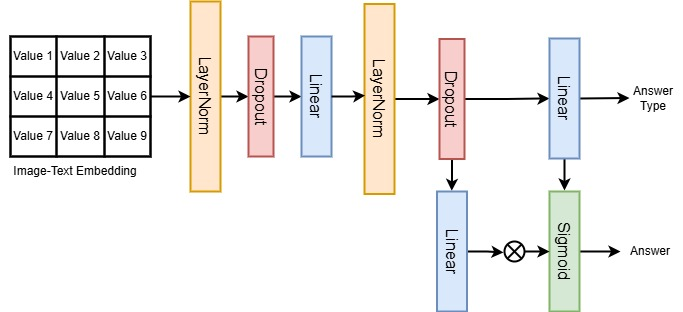 Value 1 Value 2 Value 3
Value 4 Value 5 Value 6
Value 7 Value 8 Value 9
Image-Text Embedding
LayerNorm
Dropout
Linear
LayerNorm
Dropout
Linear
Answer
Type
Linear
Sigmoid
Answer